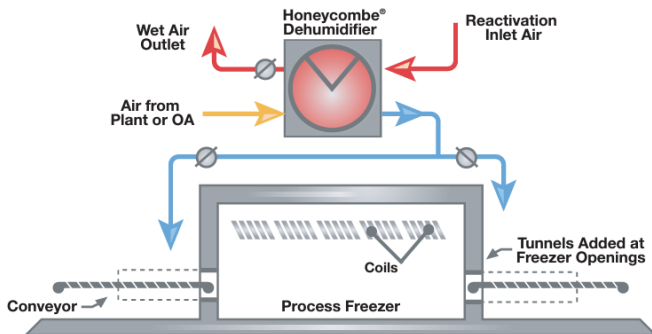 Honeycombe®
Dehumidifier
Wet Air
Outlet
Reactivation
Inlet Air
Air from
Plant or OA
Coils
Tunnels Added at
Freezer Openings
Conveyor
Process Freezer